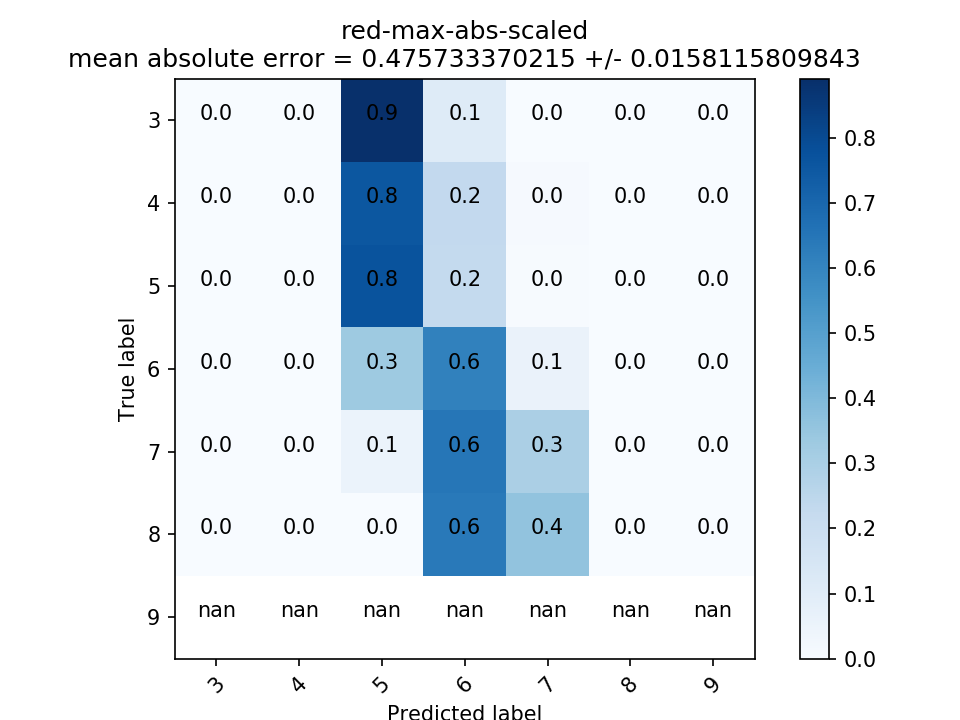 red-max-abs-scaled
mean absolute error = 0.475733370215 +/- 0.0158115809843
3 0.0 0.0 0.9 0.1 0.0 0.0 0.0
4 0.0 0.0 0.8 0.2 0.0 0.0 0.0
5 0.0 0.0 0.8 0.2 0.0 0.0 0.0
6 0.0 0.0 0.3 0.6 0.1 0.0 0.0
7 0.0 0.0 0.1 0.6 0.3 0.0 0.0
8 0.0 0.0 0.0 0.6 0.4 0.0 0.0
9 nan nan nan nan nan nan nan
True label
3 4 5 6 7 8 9
Predicted label
0.8
0.7
0.6
0.5
0.4
0.3
0.2
0.1
0.0